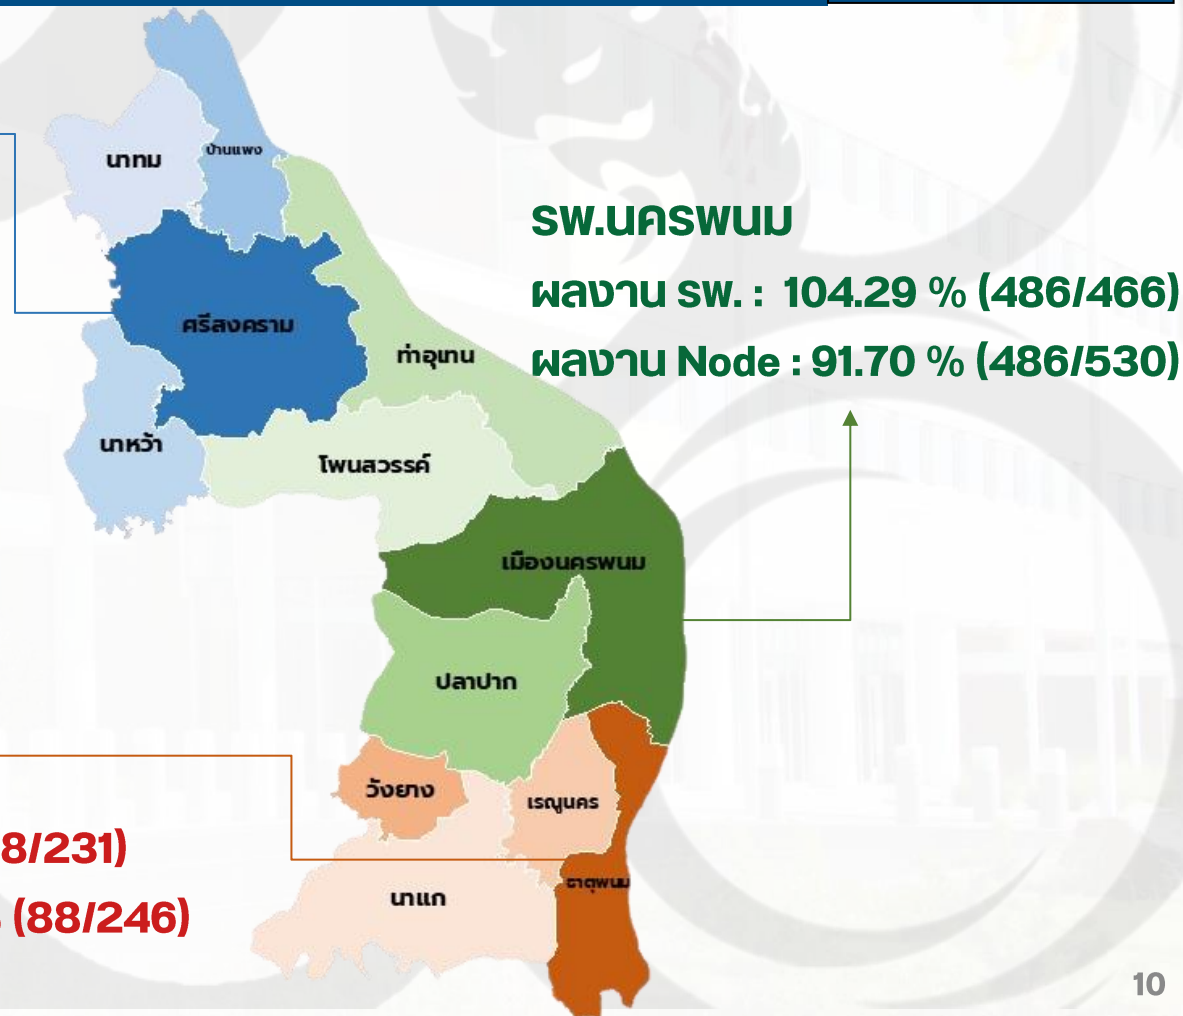 นาทม
บ้านแพง
รพ.นครพนม
ผลงาน รพ. : 104.29 % (486/466)
ผลงาน Node : 91.70 % (486/530)
ศรีสงคราม
ท่าอุเทน
นาหว้า
โพนสวรรค์
เมืองนครพนม
ปลาปาก
วังยาง
เรณูนคร
8/231)
(88/246)
ธาตุพนม
นาแก
10